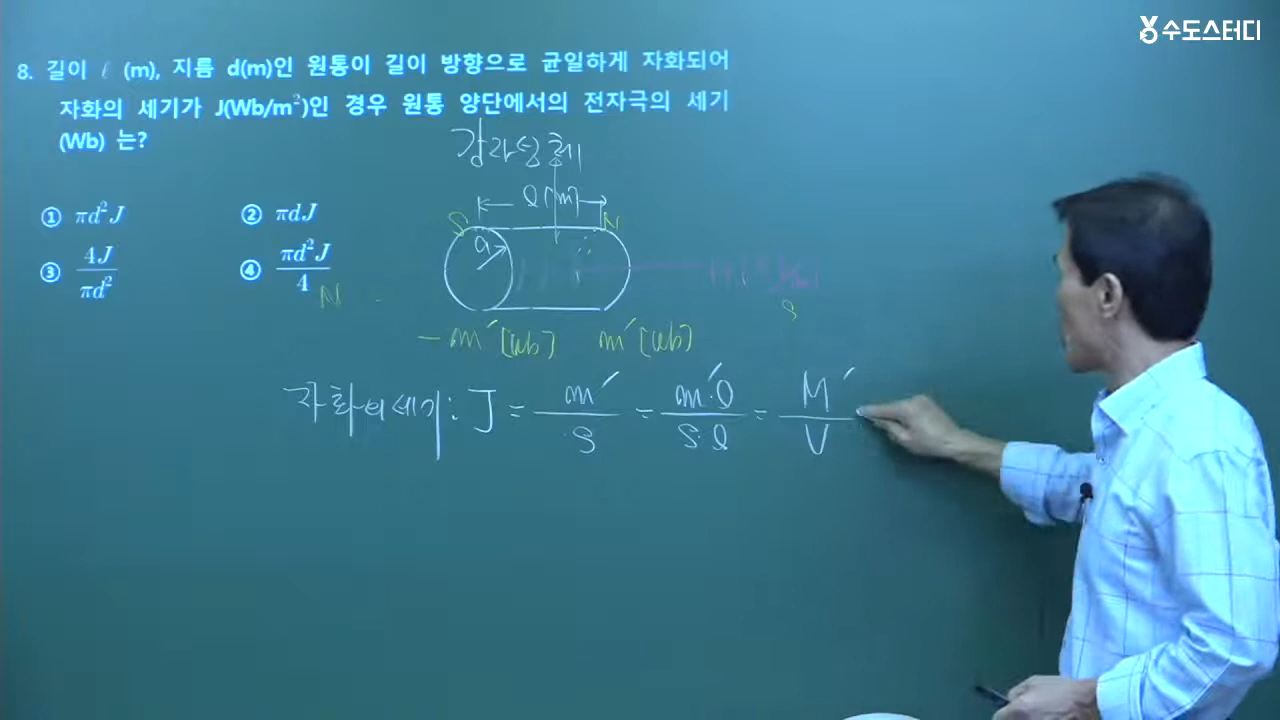 수도스터디
8. 길이 ℓ (m), 지름 d(m)인 원통이 길이 방향으로 균일하게 자화되어
자화의 세기가 J(Wb/m²)인 경우 원통 양단에서의 전자극의 세기
(Wb) 는?
① πd²J ② πdJ
③ 4J/πd² ④ πd²J/4
강자성체
l [m]
S N
a
N
S
-m′[wb] m′[wb]
자화의세기: J = m′/S = m′·l/S·l = M′/V